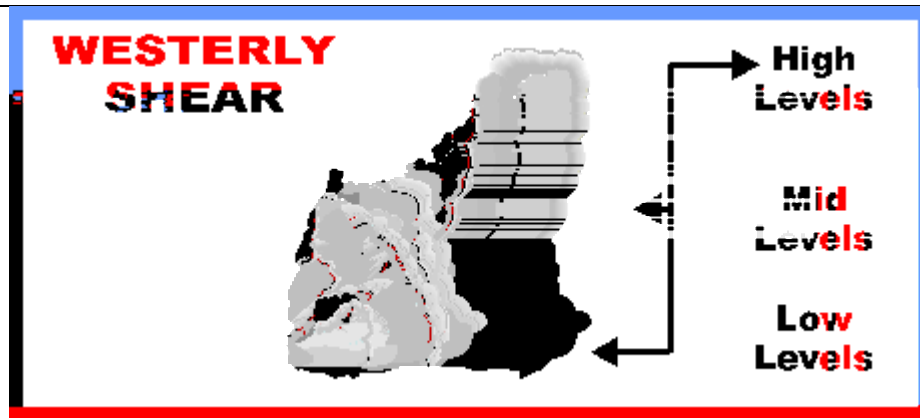 WESTERLY
SHEAR
High
Levels
Mid
Levels
Low
Levels